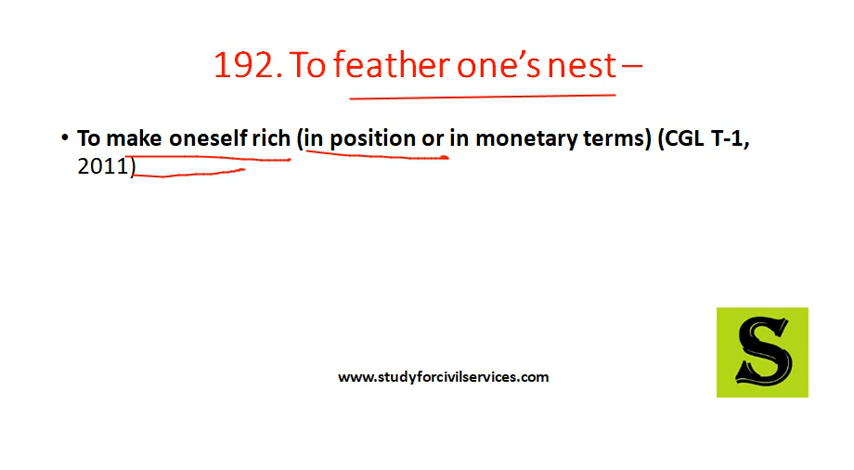 192. To feather one's nest –
• To make oneself rich (in position or in monetary terms) (CGL T-1,
2011)
S
www.studyforcivilservices.com